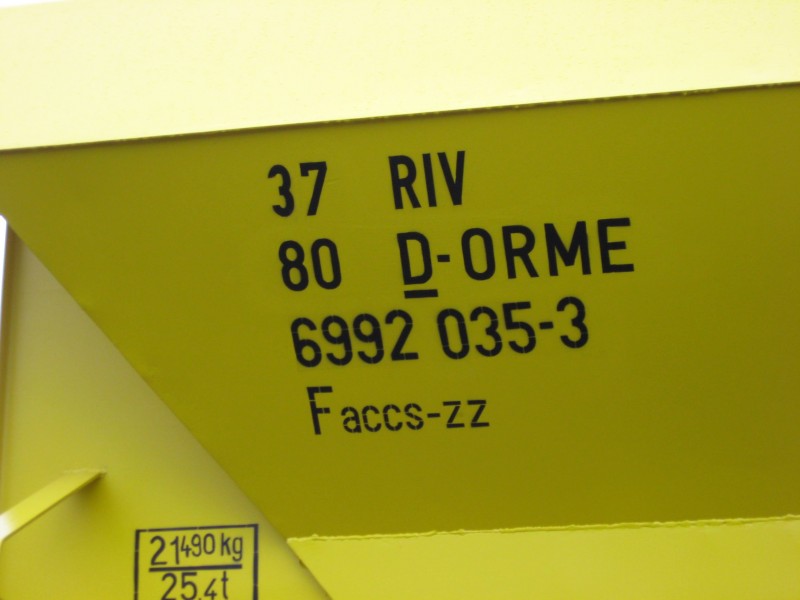 37 RIV
80 D-ORME
6992 035-3
Faccs-zz
21490 kg
25,4t